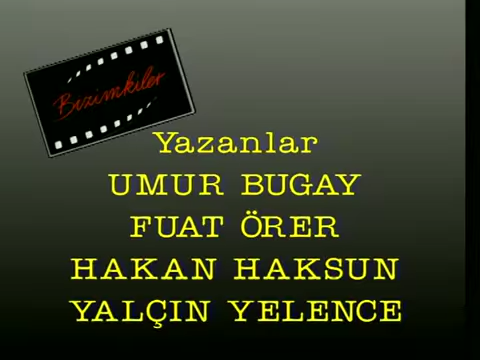 Bizimkiler
Yazanlar
UMUR BUGAY
FUAT ÖRER
HAKAN HAKSUN
YALÇIN YELENCE